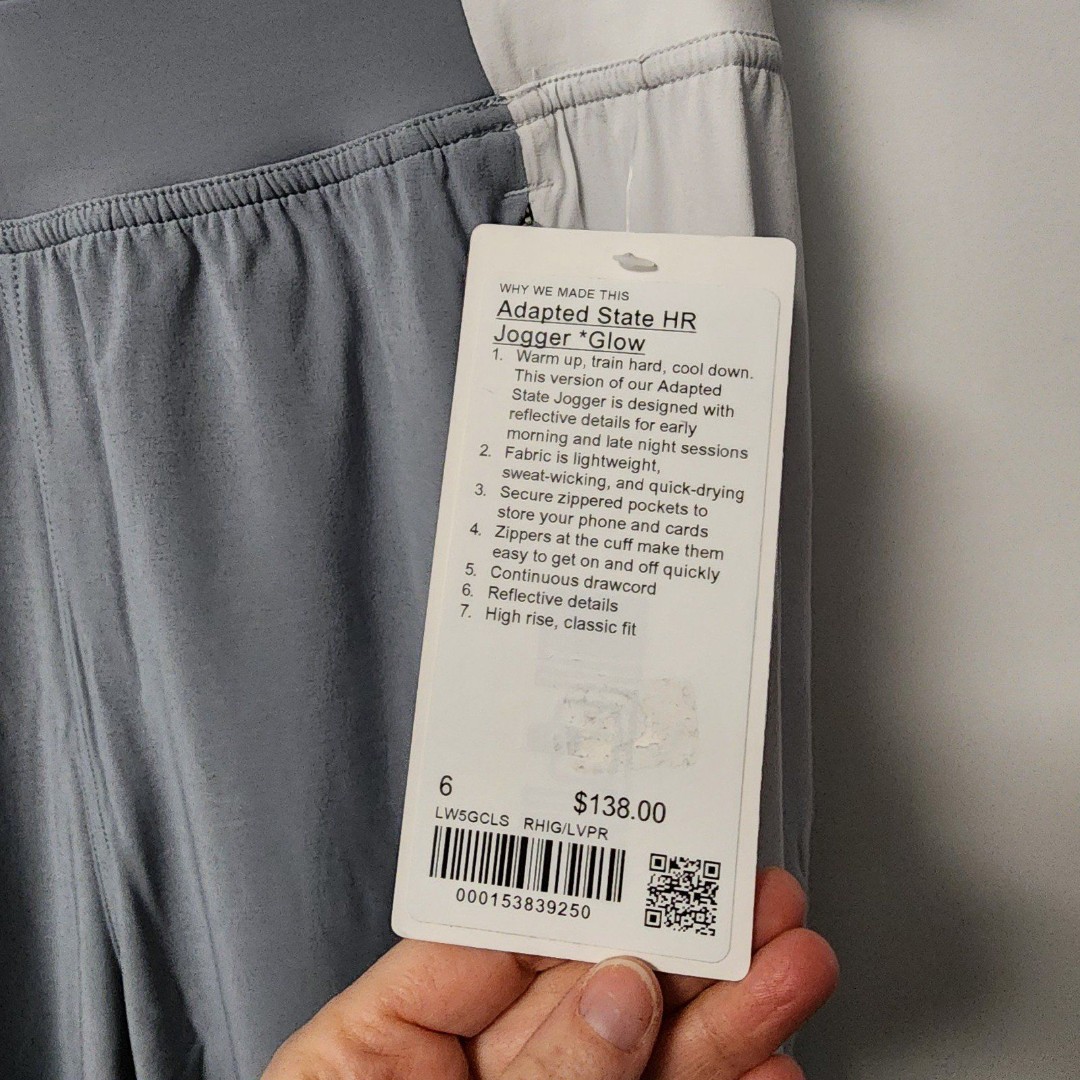 WHY WE MADE THIS
Adapted State HR
Jogger *Glow
1. Warm up, train hard, cool down.
This version of our Adapted
State Jogger is designed with
reflective details for early
morning and late night sessions
2. Fabric is lightweight,
sweat-wicking, and quick-drying
3. Secure zippered pockets to
store your phone and cards
4. Zippers at the cuff make them
easy to get on and off quickly
5. Continuous drawcord
6. Reflective details
7. High rise, classic fit
6 $138.00
LW5GCLS RHIG/LVPR
000153839250